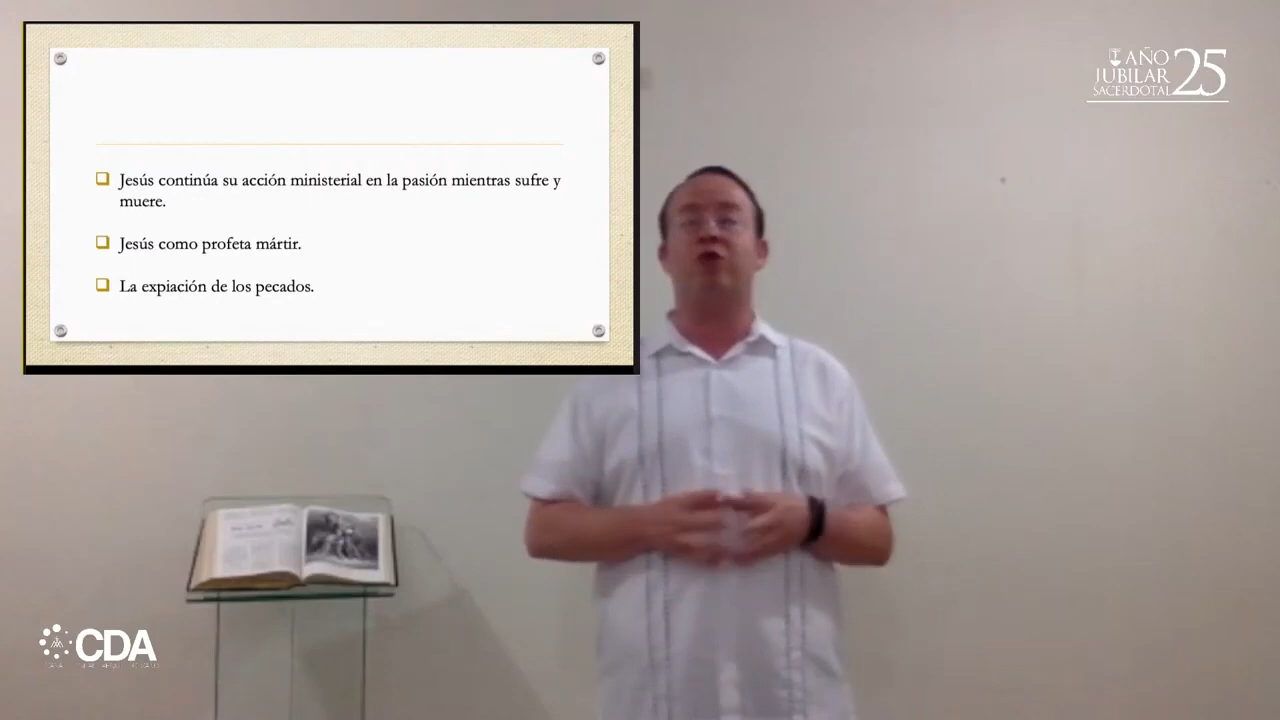 Jesús continúa su acción ministerial en la pasión mientras sufre y
muere.
Jesús como profeta mártir.
La expiación de los pecados.
AÑO
JUBILAR
SACERDOTAL 25
CDA